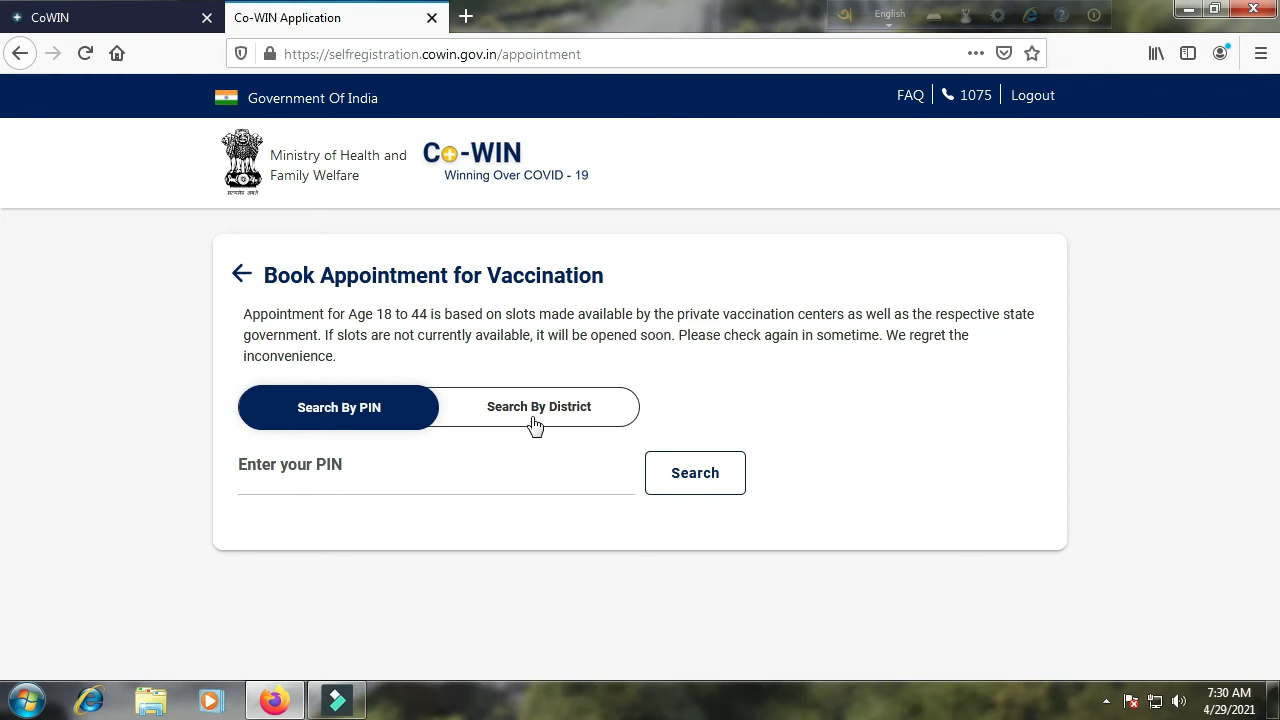 CoWIN
Co-WIN Application
English
https://selfregistration.cowin.gov.in/appointment
Government Of India
FAQ
1075
Logout
Ministry of Health and
Family Welfare
सत्यमेव जयते
Co-WIN
Winning Over COVID - 19
Book Appointment for Vaccination
Appointment for Age 18 to 44 is based on slots made available by the private vaccination centers as well as the respective state
government. If slots are not currently available, it will be opened soon. Please check again in sometime. We regret the
inconvenience.
Search By PIN
Search By District
Enter your PIN
Search
7:30 AM
4/29/2021